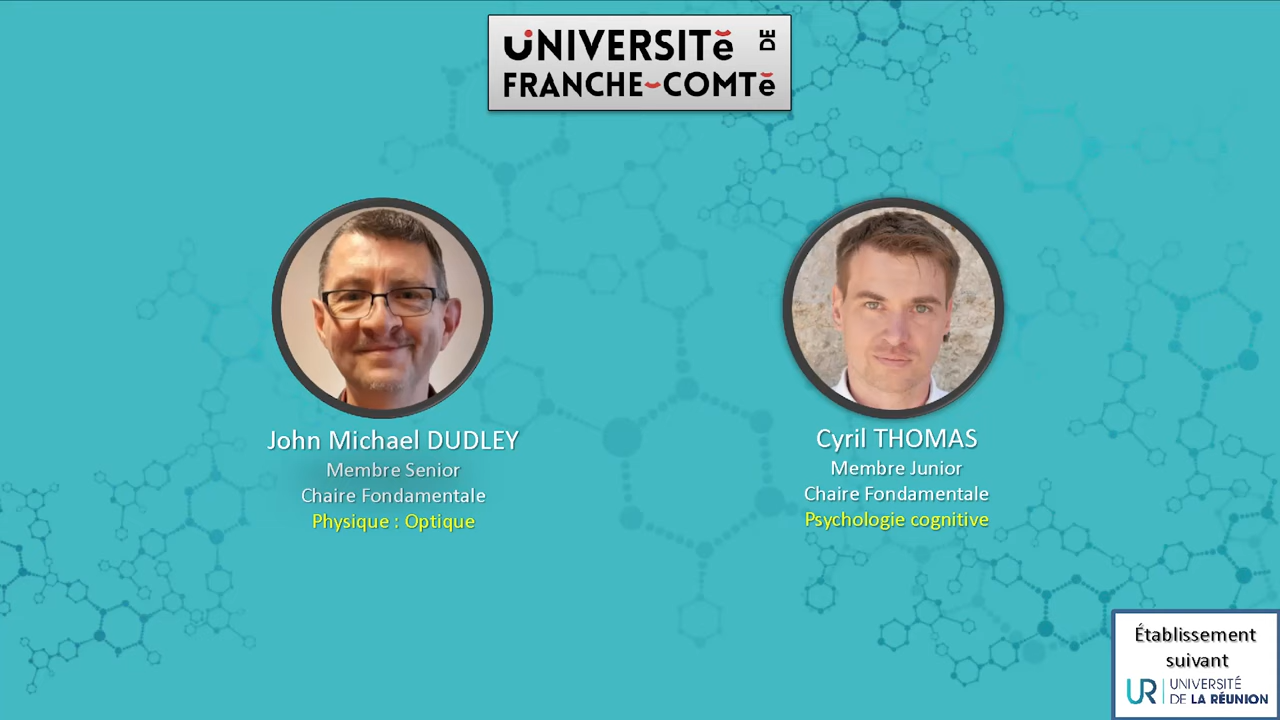 UNIVERSITé DE
FRANCHE-COMTé
John Michael DUDLEY
Membre Senior
Chaire Fondamentale
Physique : Optique
Cyril THOMAS
Membre Junior
Chaire Fondamentale
Psychologie cognitive
Établissement
suivant
UR UNIVERSITÉ
DE LA RÉUNION